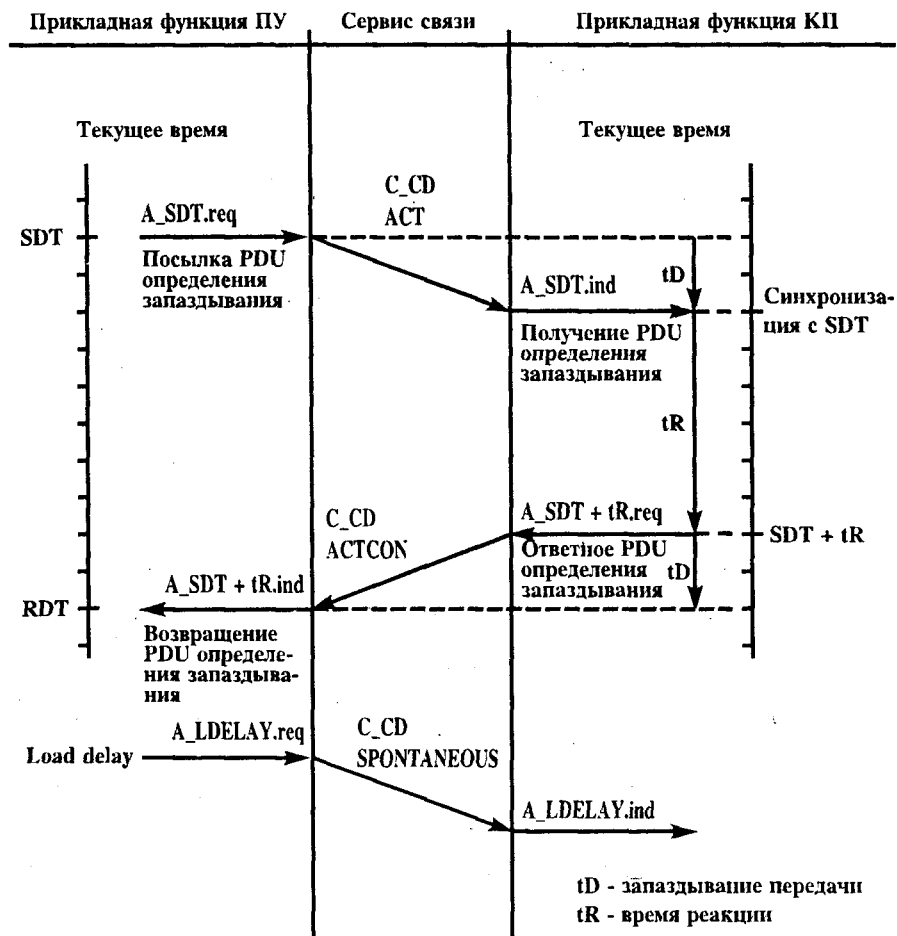 Прикладная функция ПУ
Сервис связи
Прикладная функция КП
Текущее время
Текущее время
C_CD
ACT
A_SDT.req
SDT
Посылка PDU
определения
запаздывания
tD
A_SDT.ind
Синхрониза-
ция с SDT
Получение PDU
определения
запаздывания
tR
A_SDT + tR.req
C_CD
ACTCON
SDT + tR
Ответное PDU
определения
запаздывания
tD
A_SDT + tR.ind
RDT
Возвращение
PDU определе-
ния запаздыва-
ния
A_LDELAY.req
C_CD
SPONTANEOUS
Load delay
A_LDELAY.ind
tD - запаздывание передачи
tR - время реакции